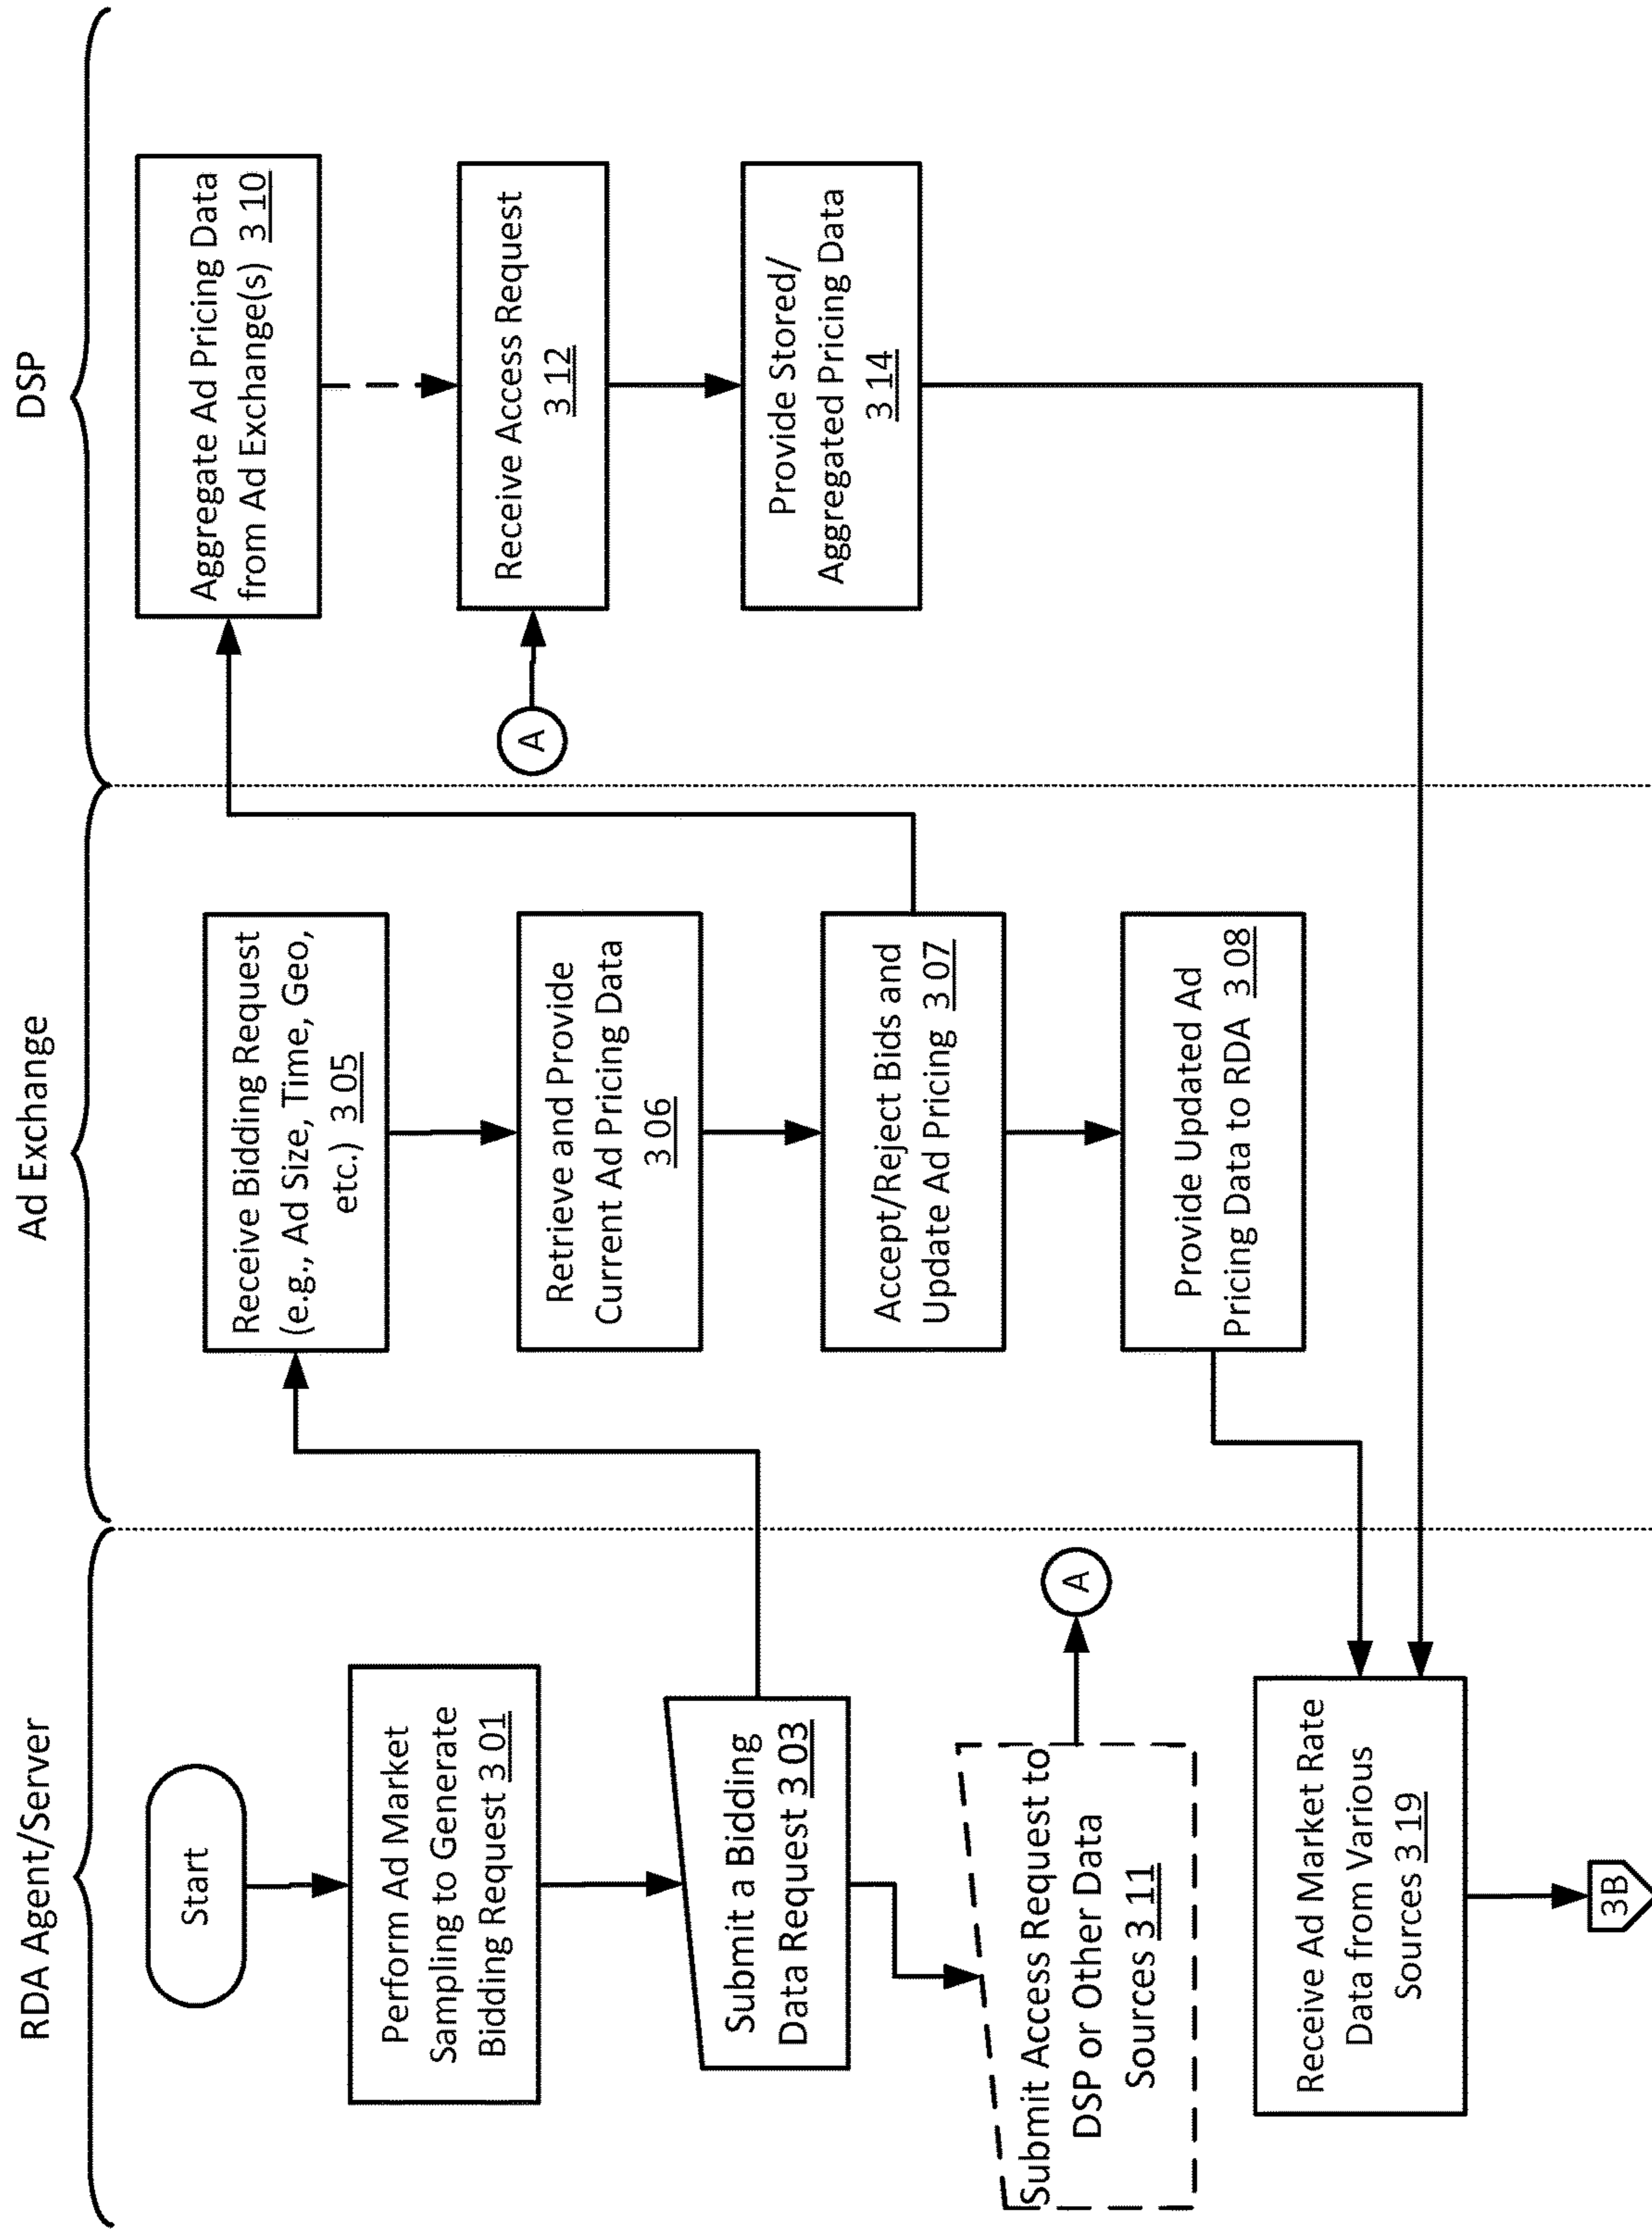 RDA Agent/Server
Ad Exchange
DSP
Start
Perform Ad Market
Sampling to Generate
Bidding Request 3 01
Submit a Bidding
Data Request 3 03
Submit Access Request to
DSP or Other Data
Sources 3 11
A
Receive Ad Market Rate
Data from Various
Sources 3 19
3B
Receive Bidding Request
(e.g., Ad Size, Time, Geo,
etc.) 3 05
Retrieve and Provide
Current Ad Pricing Data
3 06
Accept/Reject Bids and
Update Ad Pricing 3 07
Provide Updated Ad
Pricing Data to RDA 3 08
Aggregate Ad Pricing Data
from Ad Exchange(s) 3 10
A
Receive Access Request
3 12
Provide Stored/
Aggregated Pricing Data
3 14